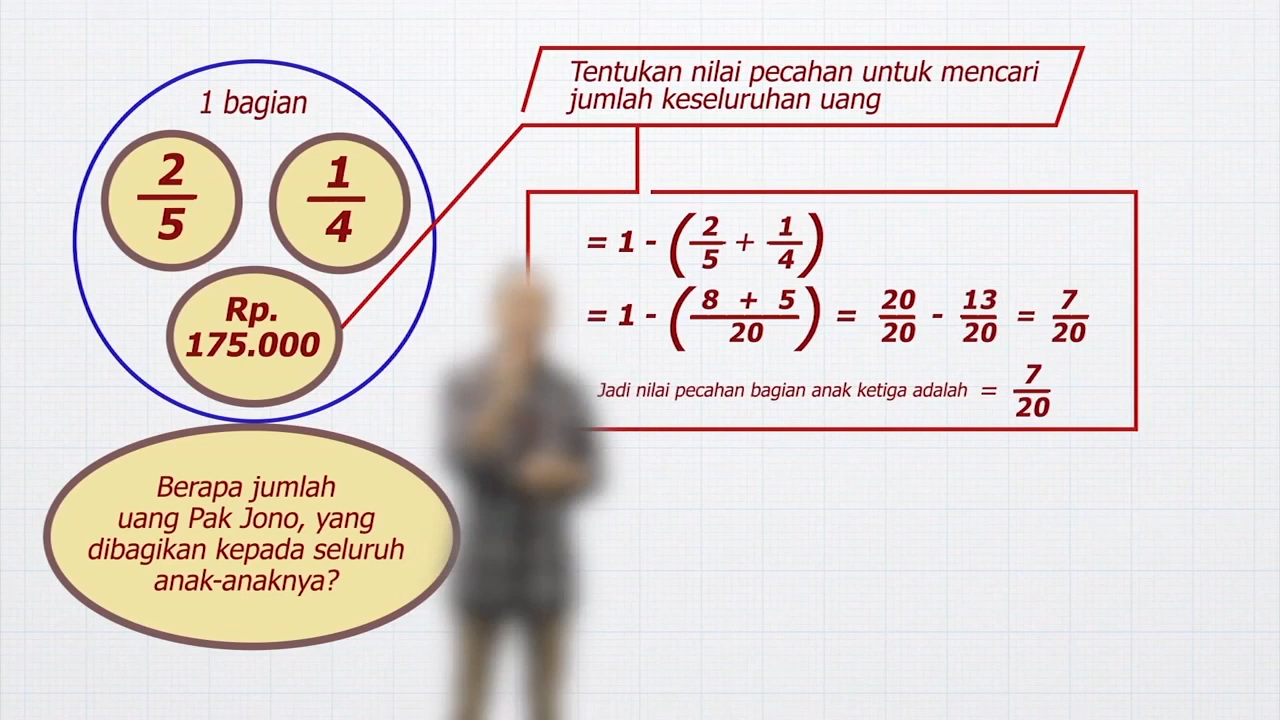 1 bagian
2/5
1/4
Rp.
175.000
Berapa jumlah
uang Pak Jono, yang
dibagikan kepada seluruh
anak-anaknya?
Tentukan nilai pecahan untuk mencari
jumlah keseluruhan uang
= 1 - (2/5 + 1/4)
= 1 - (8 + 5/20) = 20/20 - 13/20 = 7/20
Jadi nilai pecahan bagian anak ketiga adalah = 7/20